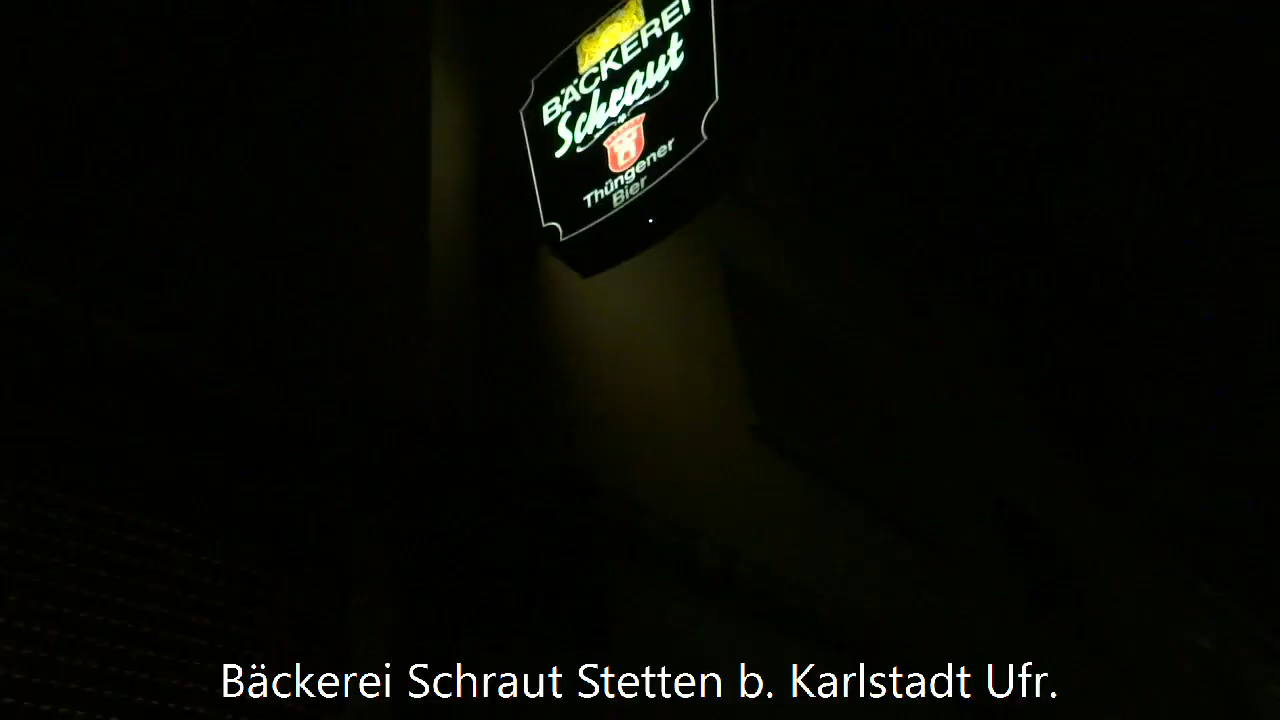 BÄCKEREI
Schraut
Thüngener
Bier
Bäckerei Schraut Stetten b. Karlstadt Ufr.